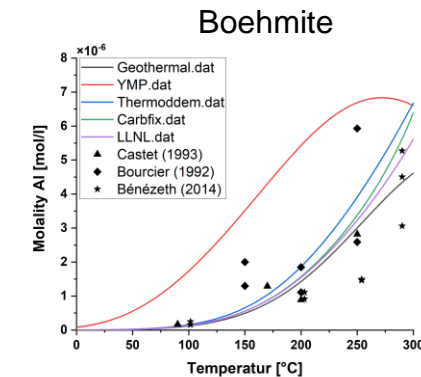 Boehmite
×10⁻⁶
8
7
6
5
4
3
2
1
0
Molality Al [mol/l]
Geothermal.dat
YMP.dat
Thermoddem.dat
Carbfix.dat
LLNL.dat
Castet (1993)
Bourcier (1992)
Bénézeth (2014)
0 50 100 150 200 250 300
Temperatur [°C]